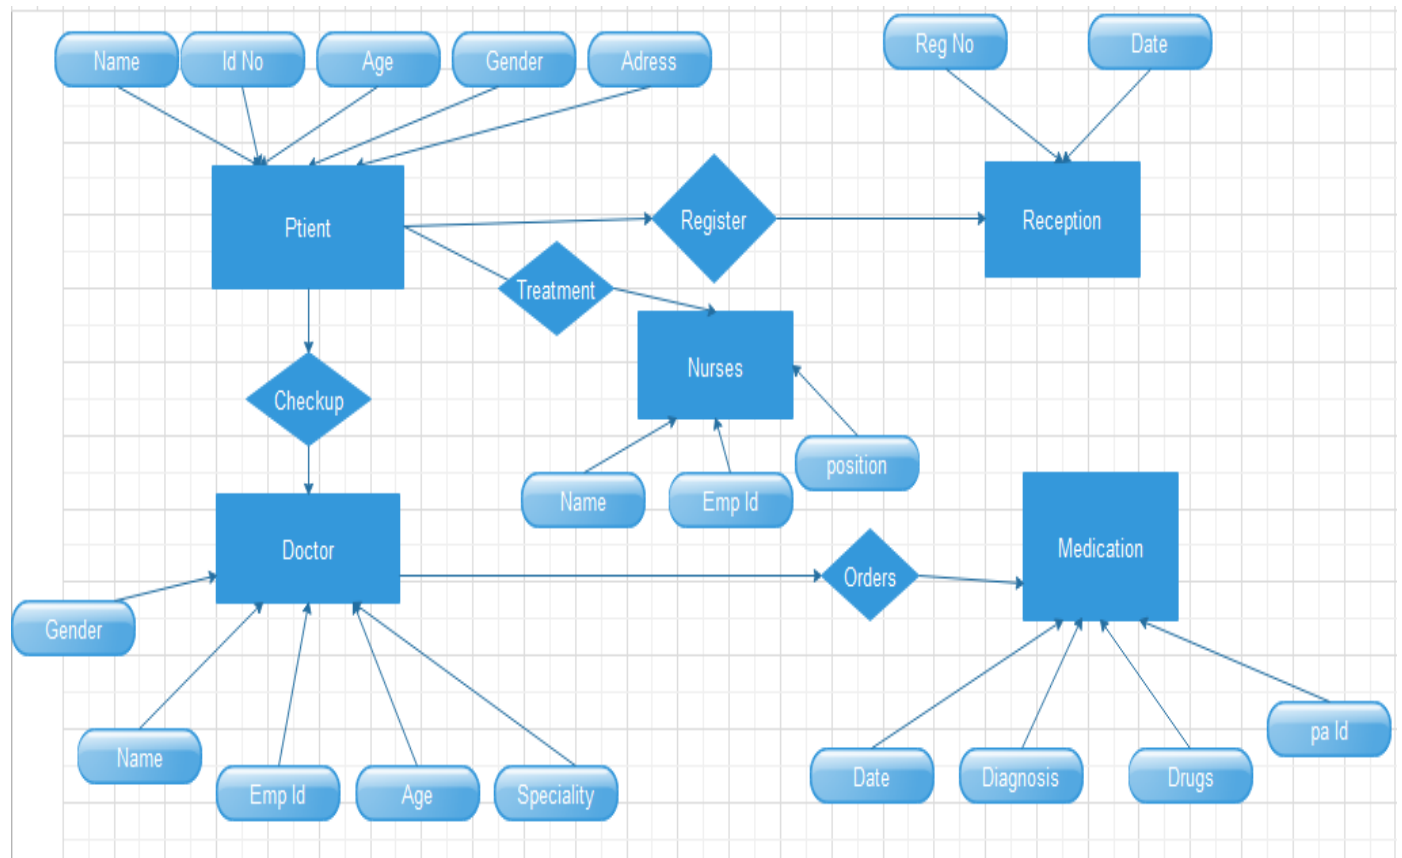 Name
Id No
Age
Gender
Adress
Reg No
Date
Ptient
Register
Reception
Treatment
Nurses
Checkup
position
Name
Emp Id
Doctor
Orders
Medication
Gender
Name
Emp Id
Age
Speciality
Date
Diagnosis
Drugs
pa Id